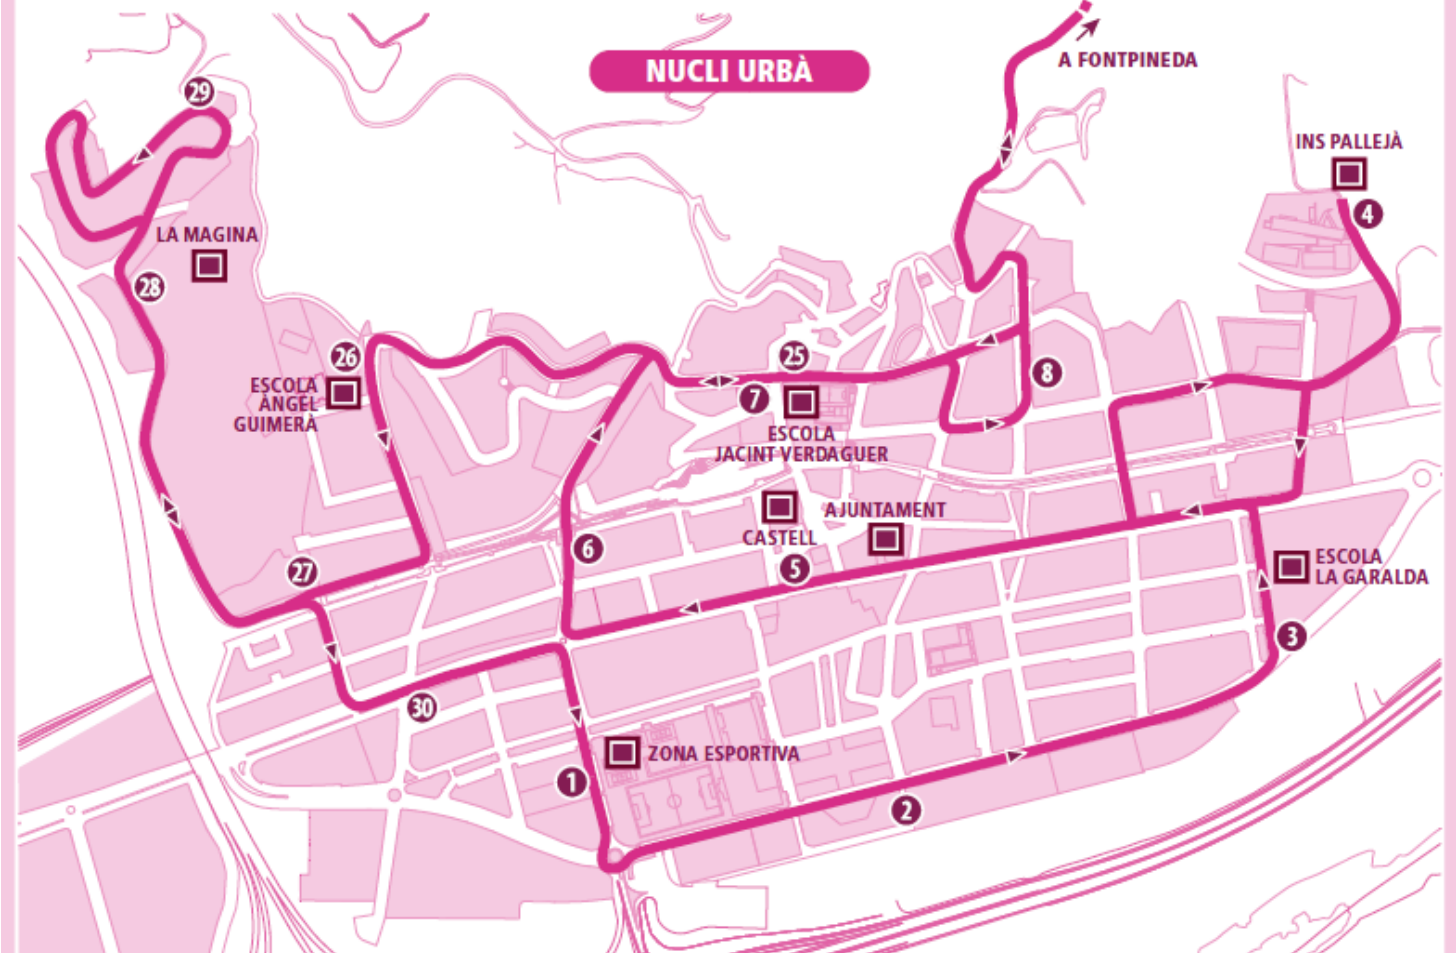 NUCLI URBÀ
A FONTPINEDA
29
INS PALLEJÀ
4
LA MAGINA
28
26
25
8
ESCOLA
ÀNGEL
GUIMERÀ
7
ESCOLA
JACINT VERDAGUER
CASTELL
AJUNTAMENT
6
5
27
ESCOLA
LA GARALDA
3
30
ZONA ESPORTIVA
1
2